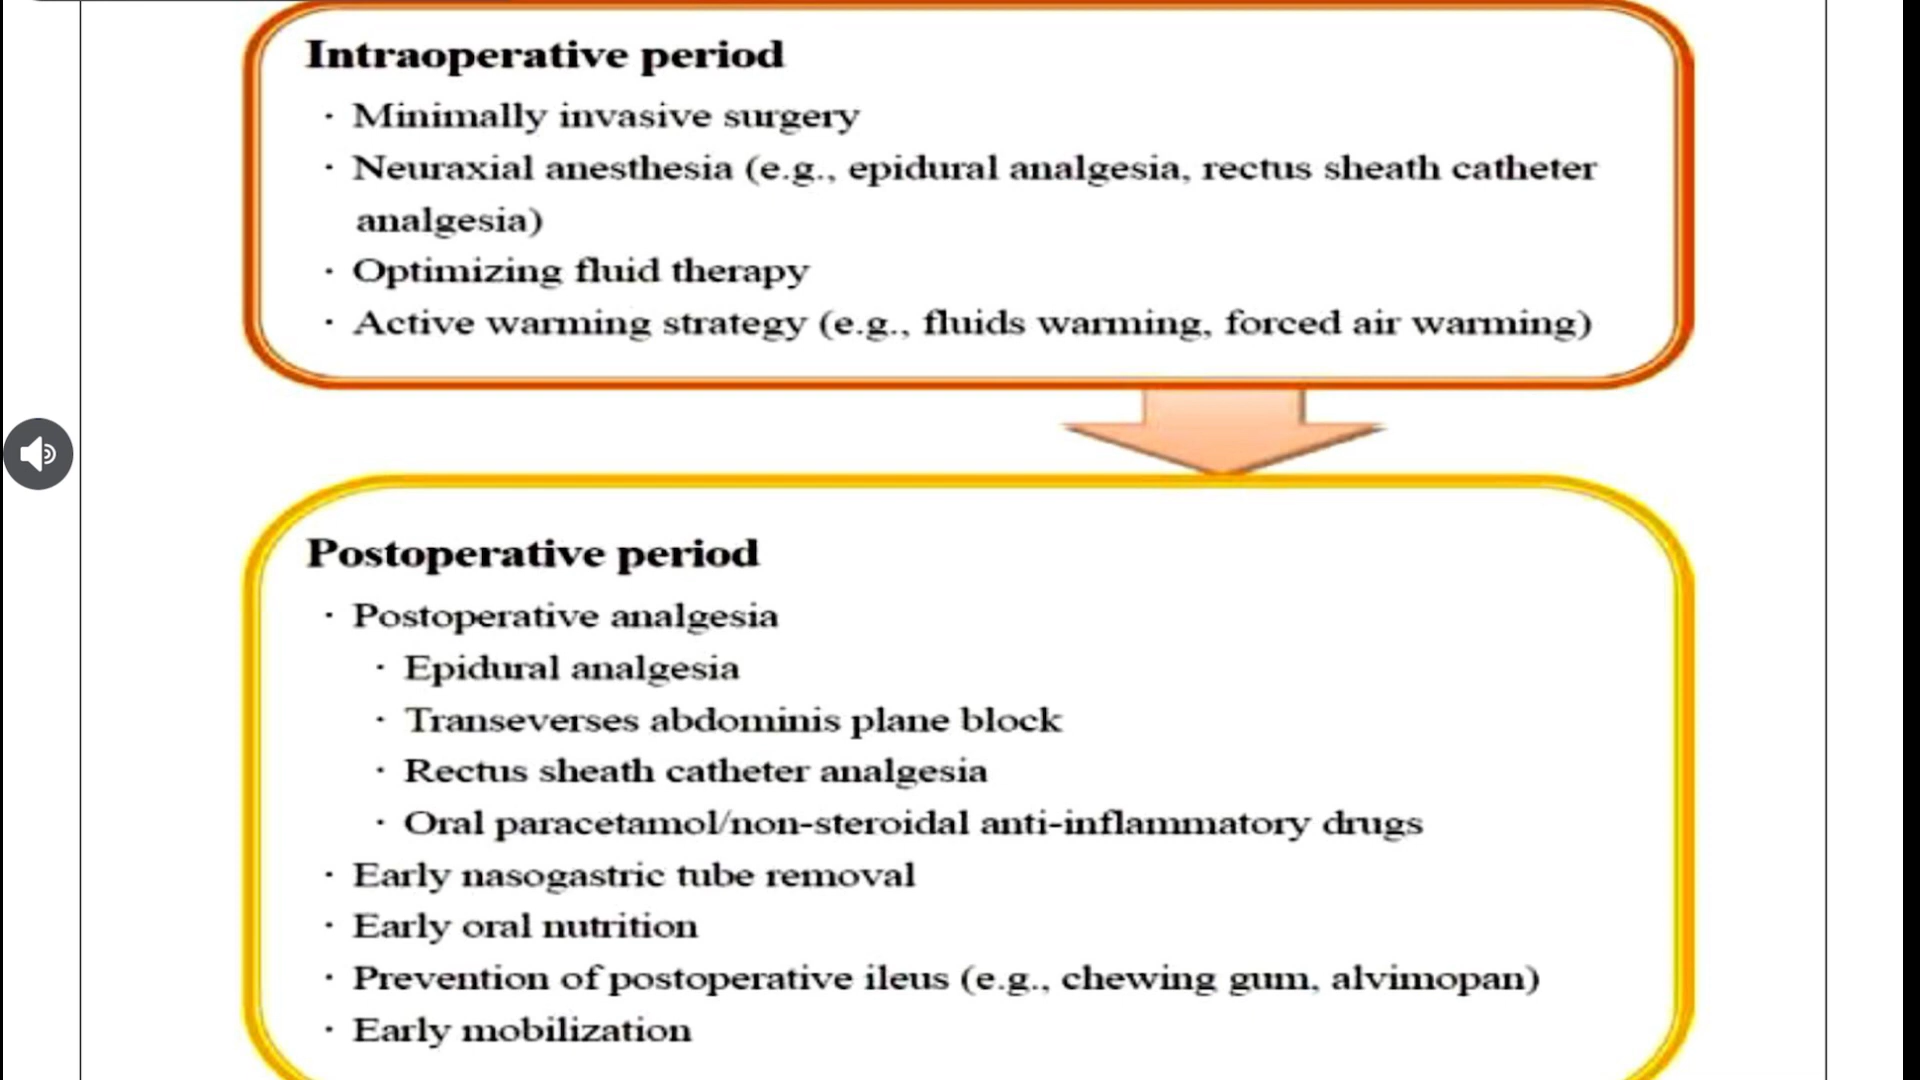 Intraoperative period
· Minimally invasive surgery
· Neuraxial anesthesia (e.g., epidural analgesia, rectus sheath catheter
analgesia)
· Optimizing fluid therapy
· Active warming strategy (e.g., fluids warming, forced air warming)
Postoperative period
· Postoperative analgesia
· Epidural analgesia
· Transeverses abdominis plane block
· Rectus sheath catheter analgesia
· Oral paracetamol/non-steroidal anti-inflammatory drugs
· Early nasogastric tube removal
· Early oral nutrition
· Prevention of postoperative ileus (e.g., chewing gum, alvimopan)
· Early mobilization